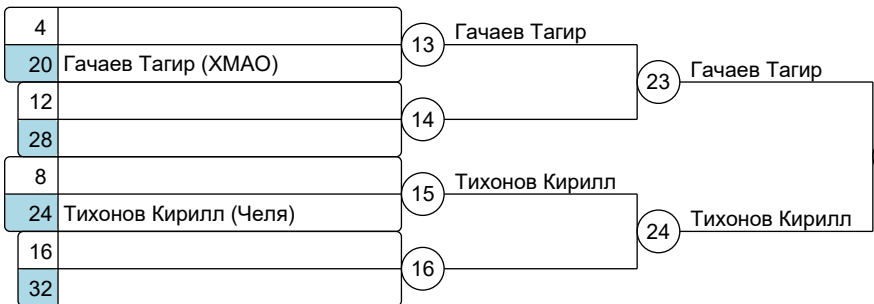 4
13 Гачаев Тагир
20 Гачаев Тагир (ХМАО)
23 Гачаев Тагир
12
14
28
8
15 Тихонов Кирилл
24 Тихонов Кирилл (Челя)
24 Тихонов Кирилл
16
16
32